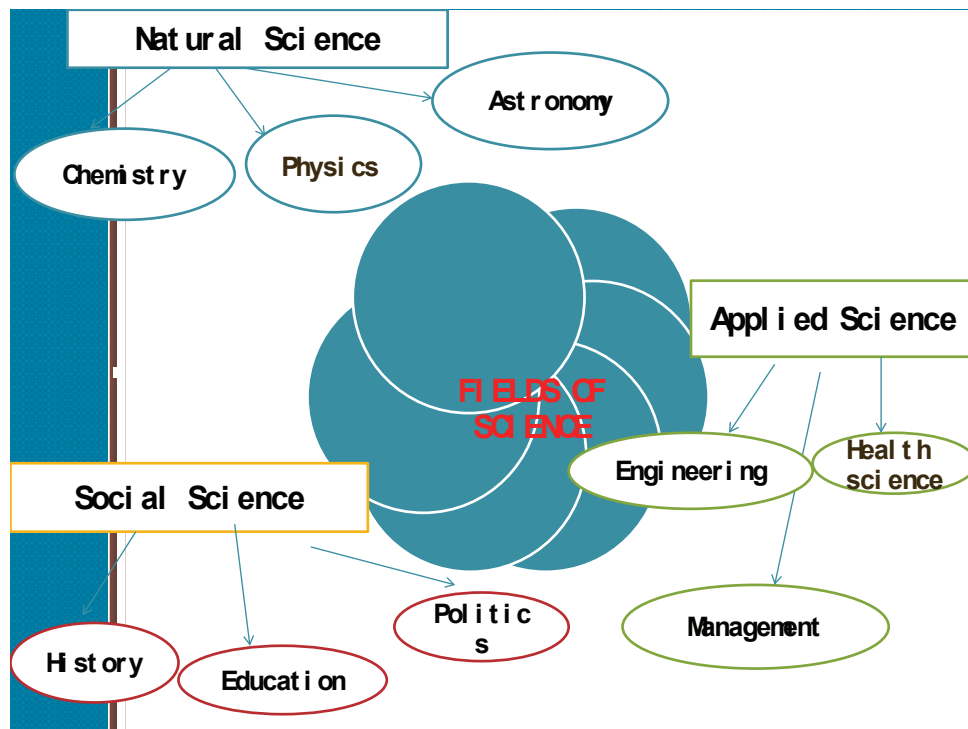 Natural Science
Astronomy
Chemistry
Physics
Applied Science
FIELDS OF
SCIENCE
Engineering
Health
science
Social Science
Politic
s
Management
History
Education